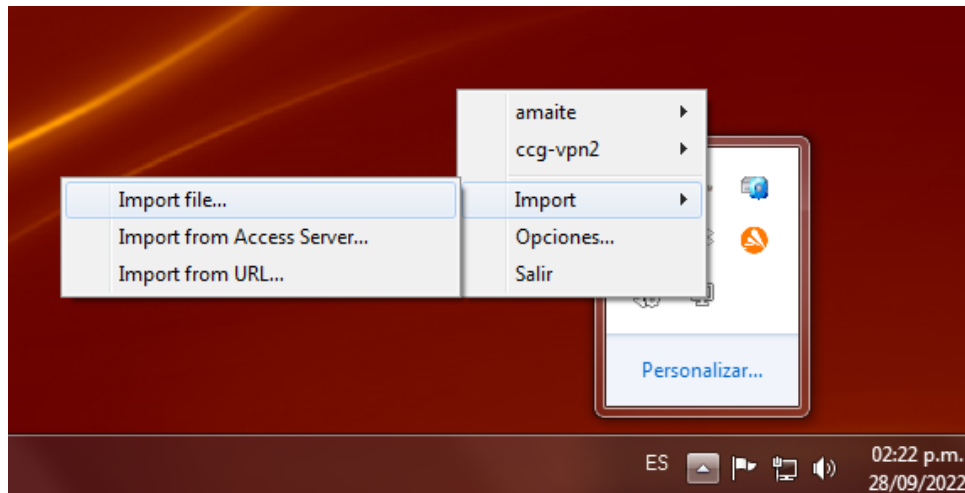 amaite
ccg-vpn2
Import
Opciones...
Salir
Import file...
Import from Access Server...
Import from URL...
Personalizar...
ES
02:22 p.m.
28/09/2022